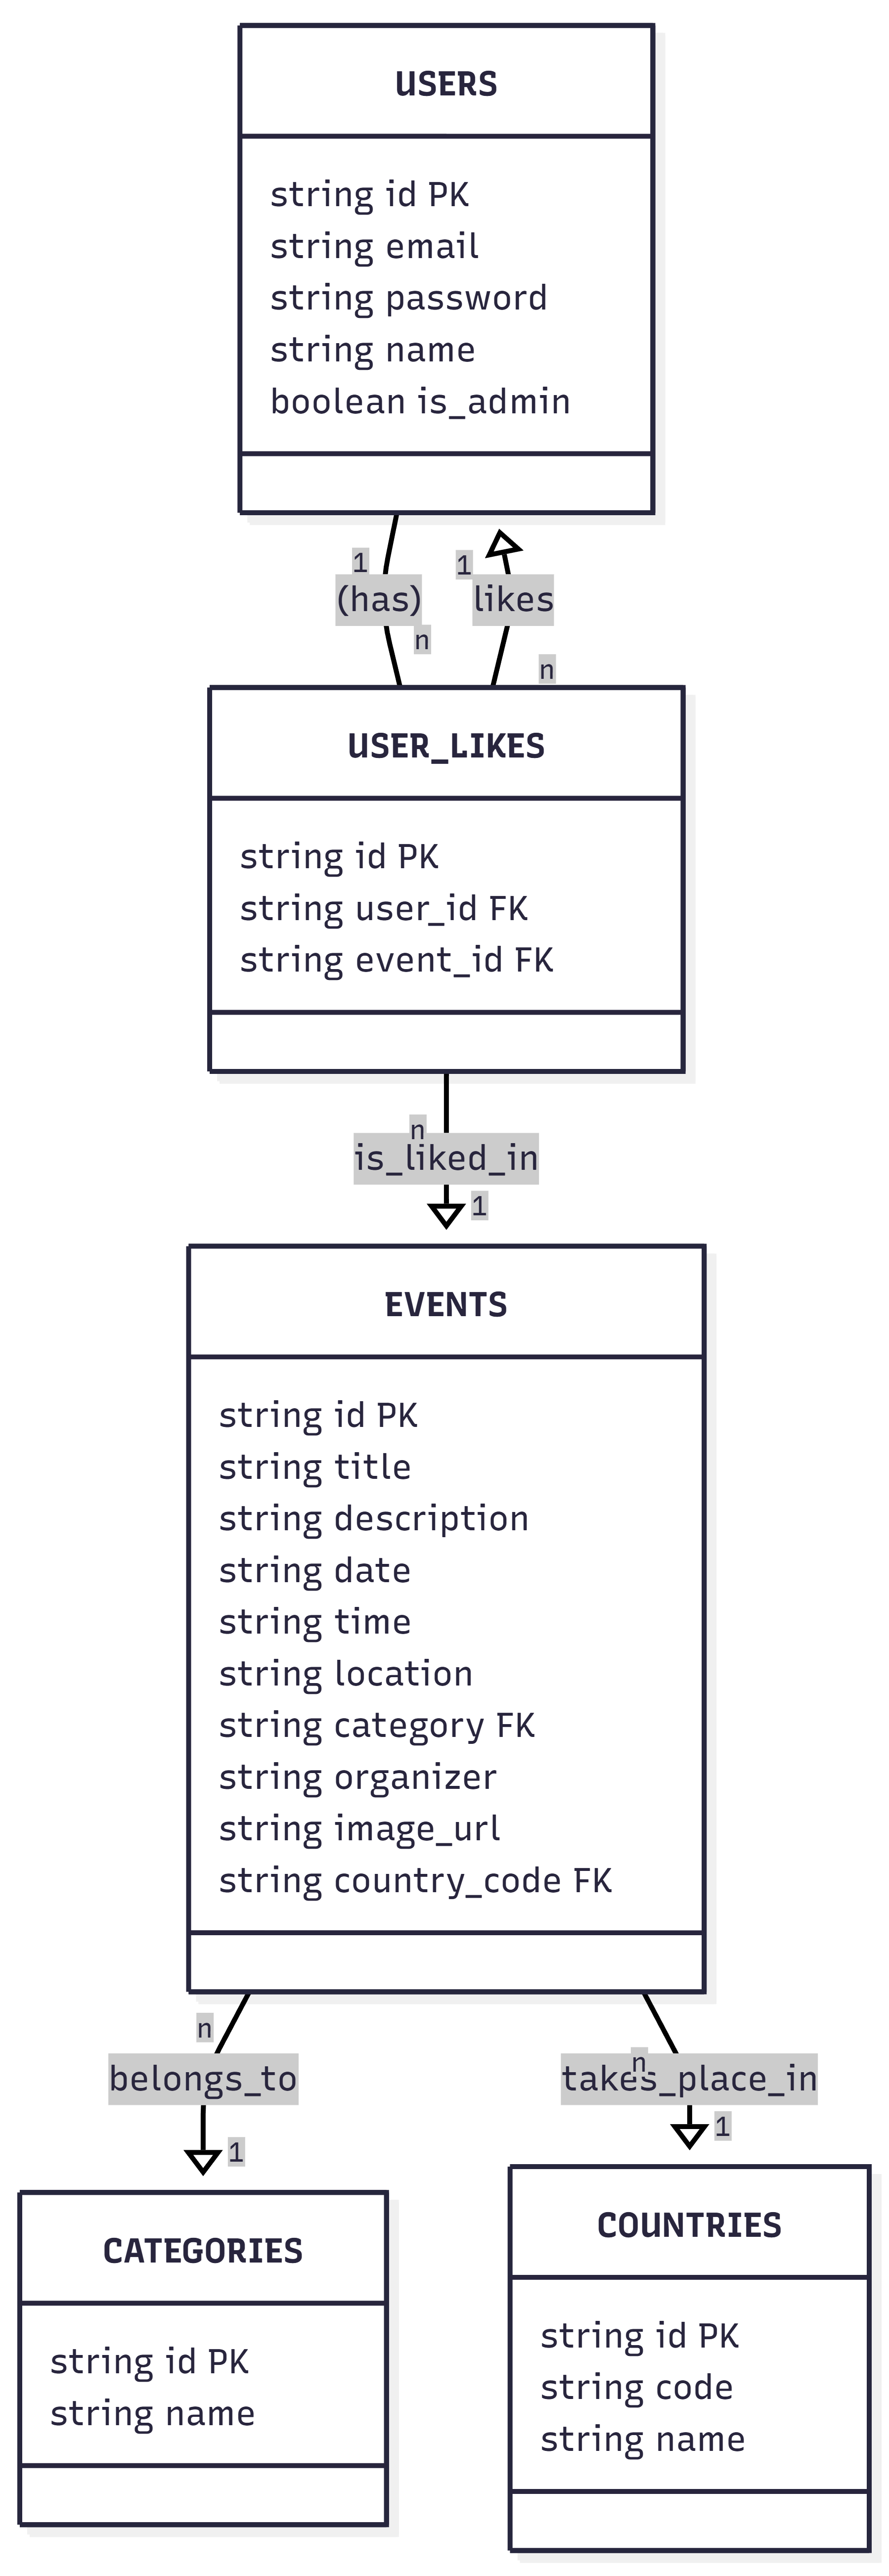 USERS
string id PK
string email
string password
string name
boolean is_admin
1
1
(has)
likes
n
n
USER_LIKES
string id PK
string user_id FK
string event_id FK
n
is_liked_in
1
EVENTS
string id PK
string title
string description
string date
string time
string location
string category FK
string organizer
string image_url
string country_code FK
n
n
belongs_to
takes_place_in
1
1
CATEGORIES
string id PK
string name
COUNTRIES
string id PK
string code
string name